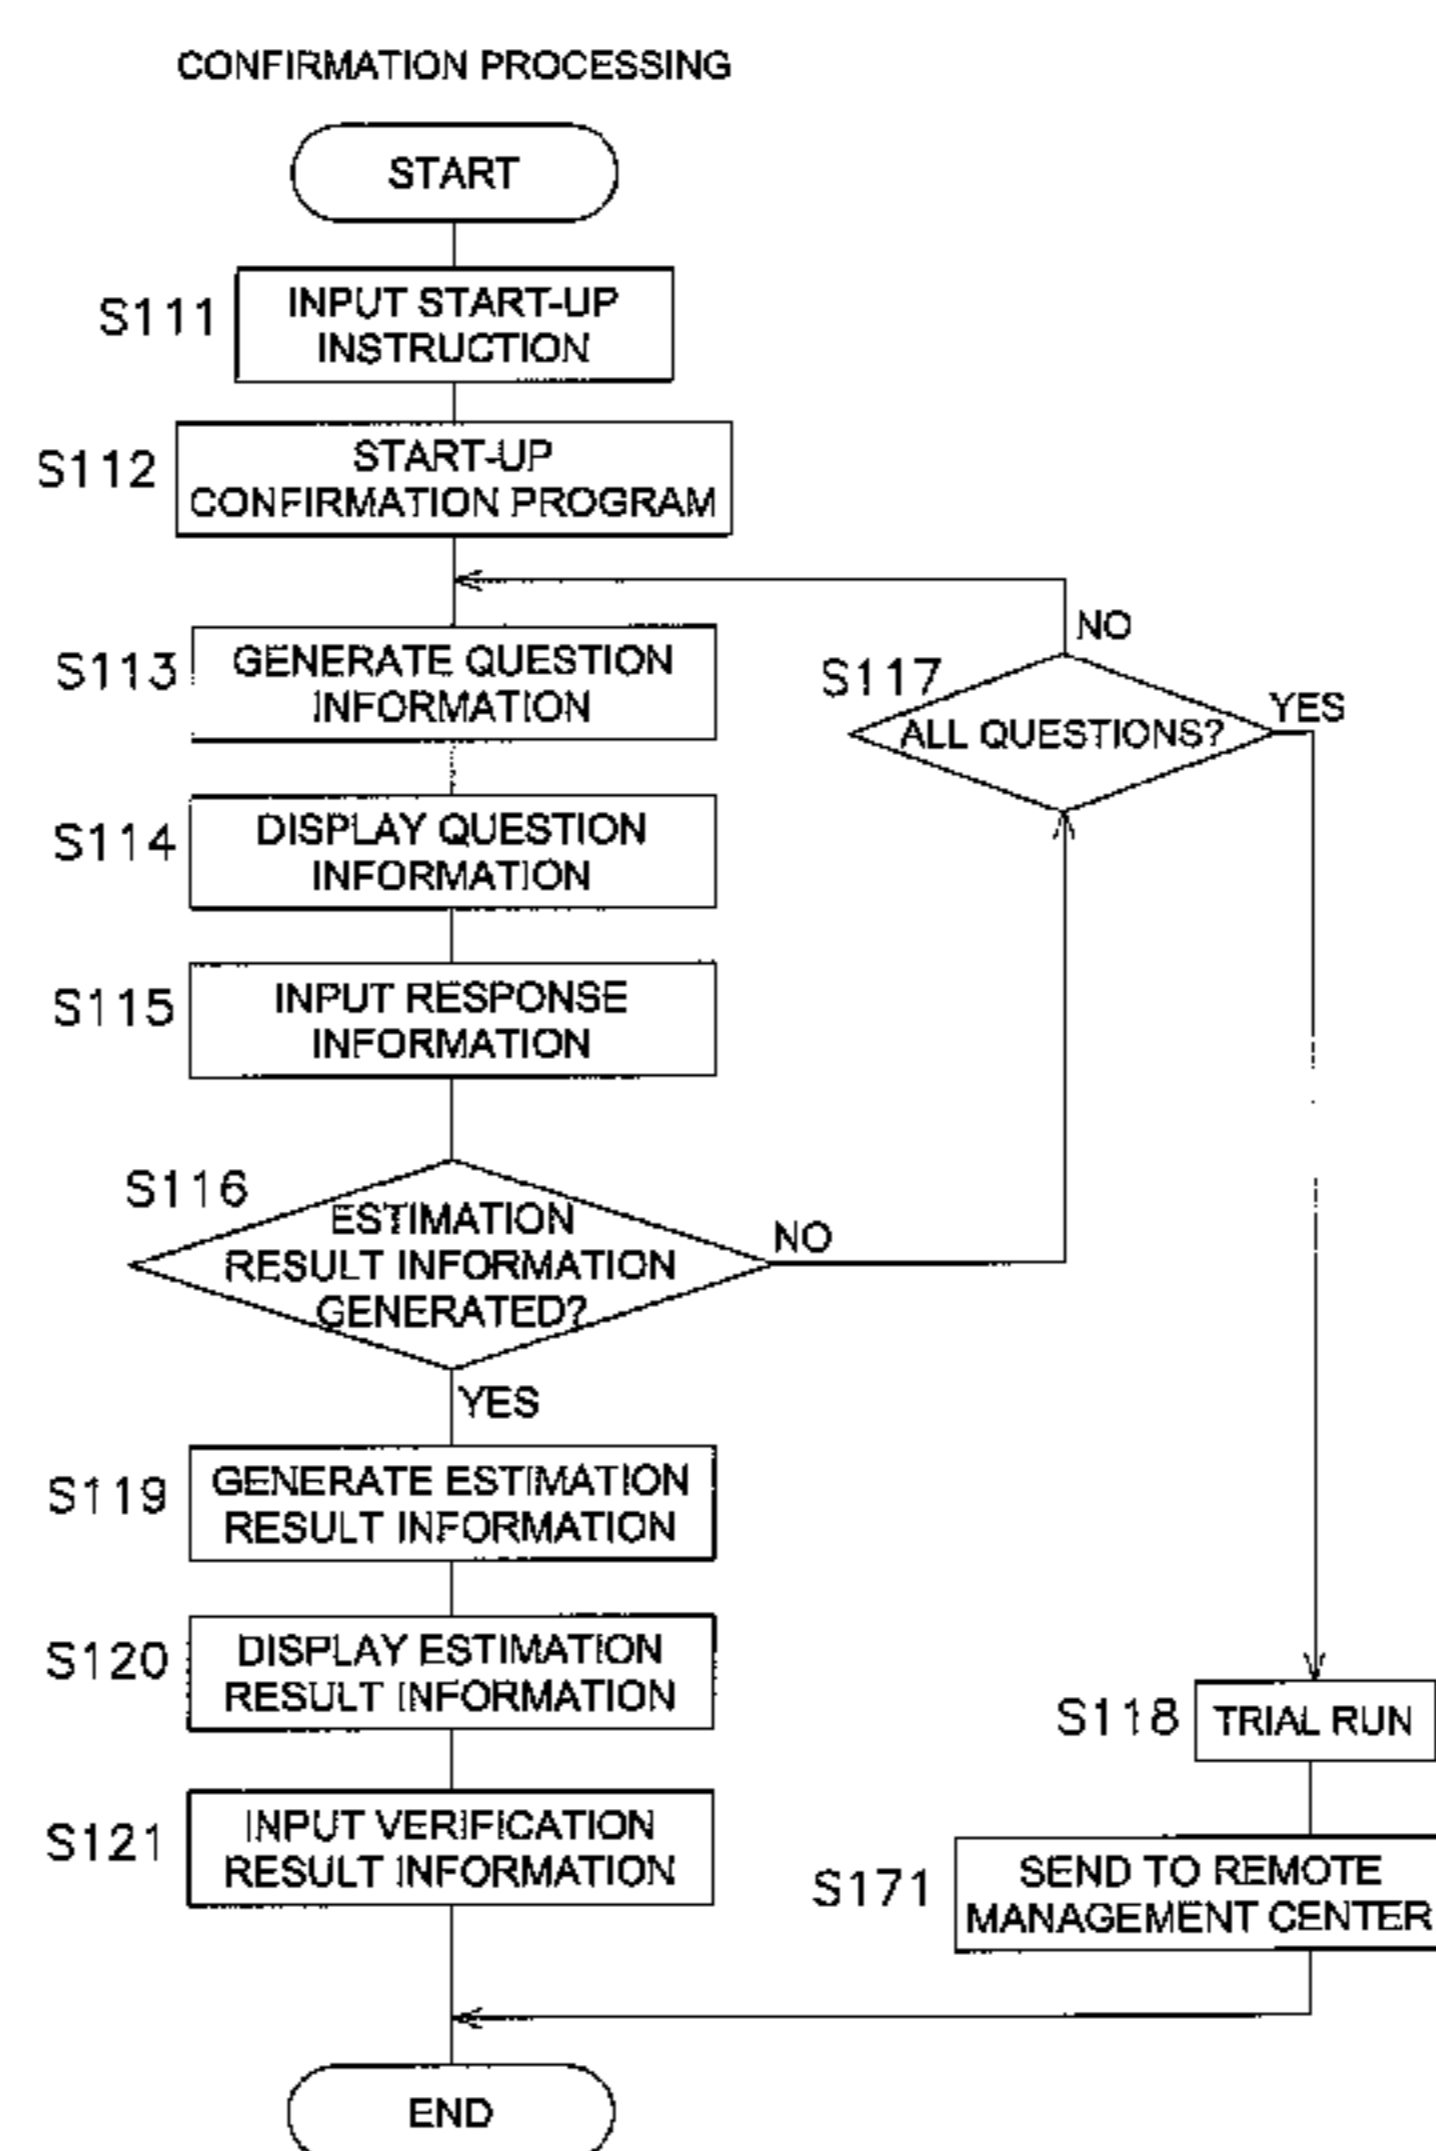 CONFIRMATION PROCESSING
START
S111
INPUT START-UP
INSTRUCTION
S112
START-UP
CONFIRMATION PROGRAM
S113
GENERATE QUESTION
INFORMATION
NO
S117
ALL QUESTIONS?
YES
S114
DISPLAY QUESTION
INFORMATION
S115
INPUT RESPONSE
INFORMATION
S116
ESTIMATION
RESULT INFORMATION
GENERATED?
NO
YES
S119
GENERATE ESTIMATION
RESULT INFORMATION
S120
DISPLAY ESTIMATION
RESULT INFORMATION
S118
TRIAL RUN
S121
INPUT VERIFICATION
RESULT INFORMATION
S171
SEND TO REMOTE
MANAGEMENT CENTER
END